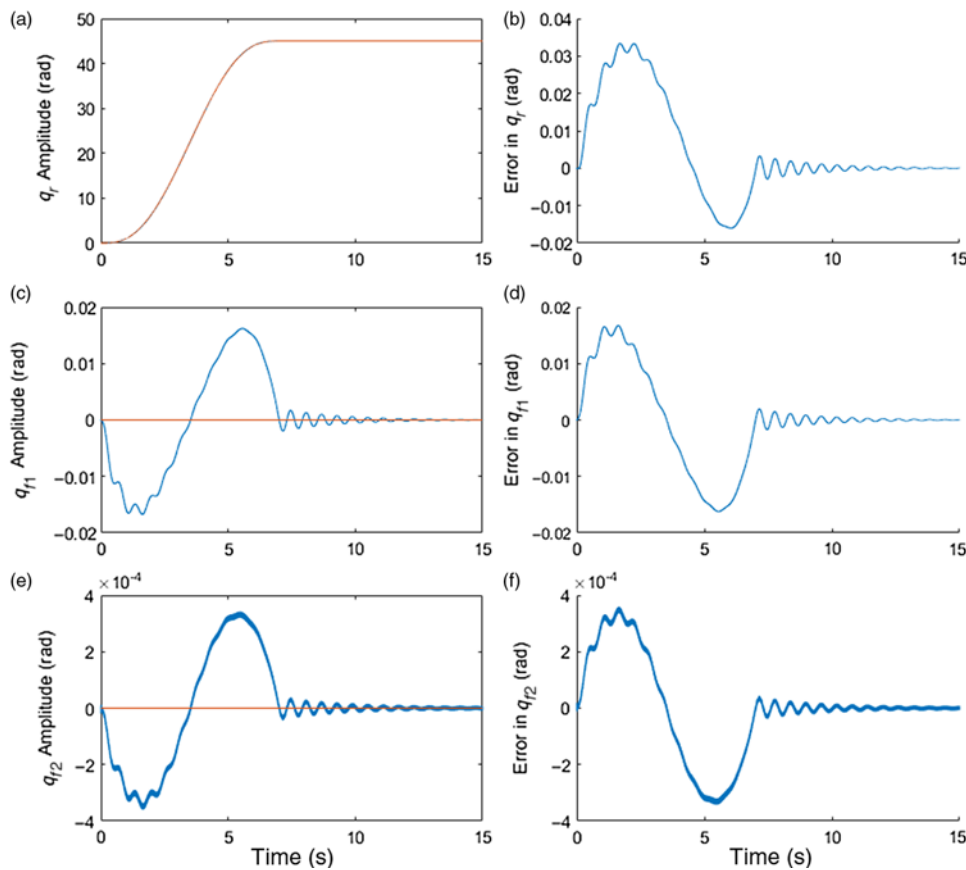 (a)
50
40
30
20
10
0
0 5 10 15
q_r Amplitude (rad)
(b)
0.04
0.03
0.02
0.01
0
−0.01
−0.02
0 5 10 15
Error in q_r (rad)
(c)
0.02
0.01
0
−0.01
−0.02
0 5 10 15
q_f1 Amplitude (rad)
(d)
0.02
0.01
0
−0.01
−0.02
0 5 10 15
Error in q_f1 (rad)
(e)
× 10⁻⁴
4
2
0
−2
−4
0 5 10 15
q_f2 Amplitude (rad)
Time (s)
(f)
× 10⁻⁴
4
2
0
−2
−4
0 5 10 15
Error in q_f2 (rad)
Time (s)